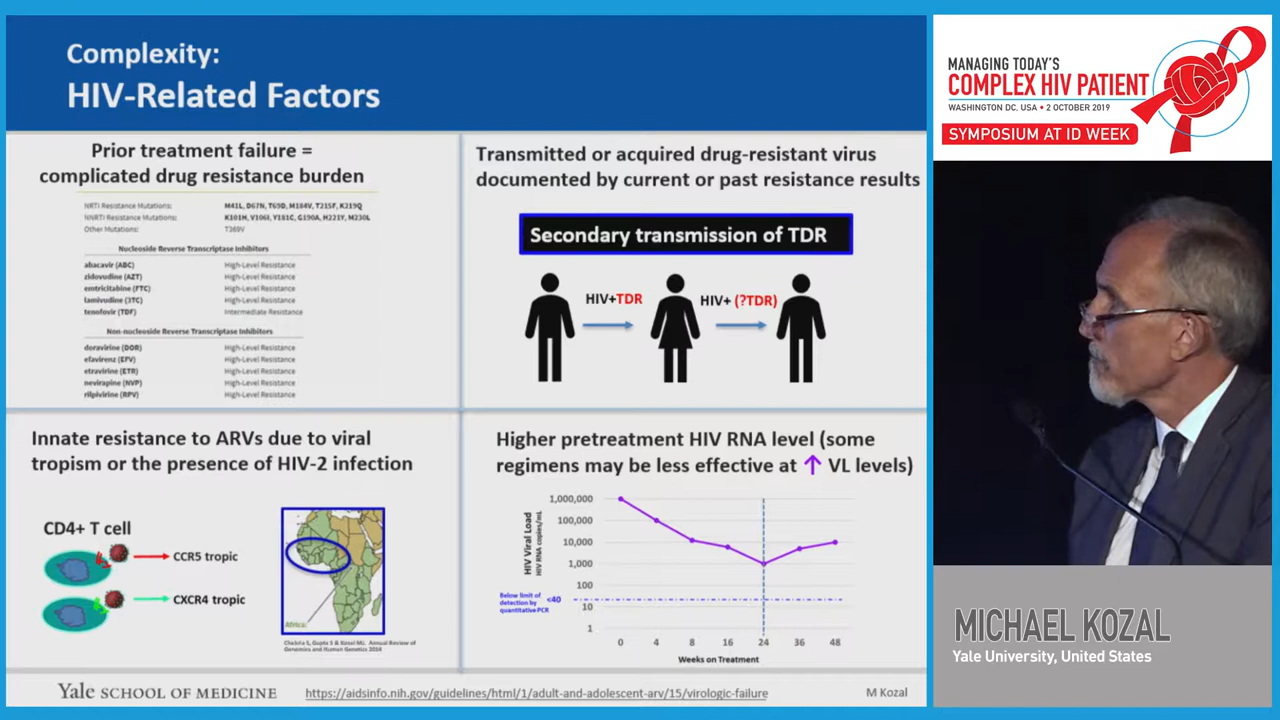 Complexity:
HIV-Related Factors
Prior treatment failure =
complicated drug resistance burden
NRTI Resistance Mutations: M41L, D67N, T69D, M184V, T215F, K219Q
NNRTI Resistance Mutations: K101H, V106I, Y181C, G190A, H221Y, M230L
Other Mutations: T369V
Nucleoside Reverse Transcriptase Inhibitors
abacavir (ABC) High-Level Resistance
zidovudine (AZT) High-Level Resistance
emtricitabine (FTC) High-Level Resistance
lamivudine (3TC) High-Level Resistance
tenofovir (TDF) Intermediate Resistance
Non-nucleoside Reverse Transcriptase Inhibitors
doravirine (DOR) High-Level Resistance
efavirenz (EFV) High-Level Resistance
etravirine (ETR) High-Level Resistance
nevirapine (NVP) High-Level Resistance
rilpivirine (RPV) High-Level Resistance
Transmitted or acquired drug-resistant virus
documented by current or past resistance results
Secondary transmission of TDR
HIV+TDR
HIV+ (?TDR)
Innate resistance to ARVs due to viral
tropism or the presence of HIV-2 infection
CD4+ T cell
CCR5 tropic
CXCR4 tropic
Africa:
Annual Review of
Genomics and Human Genetics 2014
Higher pretreatment HIV RNA level (some
regimens may be less effective at ↑ VL levels)
HIV Viral Load
HIV RNA copies/mL
1,000,000
100,000
10,000
1,000
100
10
1
Below limit of
detection by
quantitative PCR
<40
0 4 8 16 24 36 48
Weeks on Treatment
Yale SCHOOL OF MEDICINE
https://aidsinfo.nih.gov/guidelines/html/1/adult-and-adolescent-arv/15/virologic-failure
M Kozal
MANAGING TODAY'S
COMPLEX HIV PATIENT
WASHINGTON DC, USA • 2 OCTOBER 2019
SYMPOSIUM AT ID WEEK
MICHAEL KOZAL
Yale University, United States